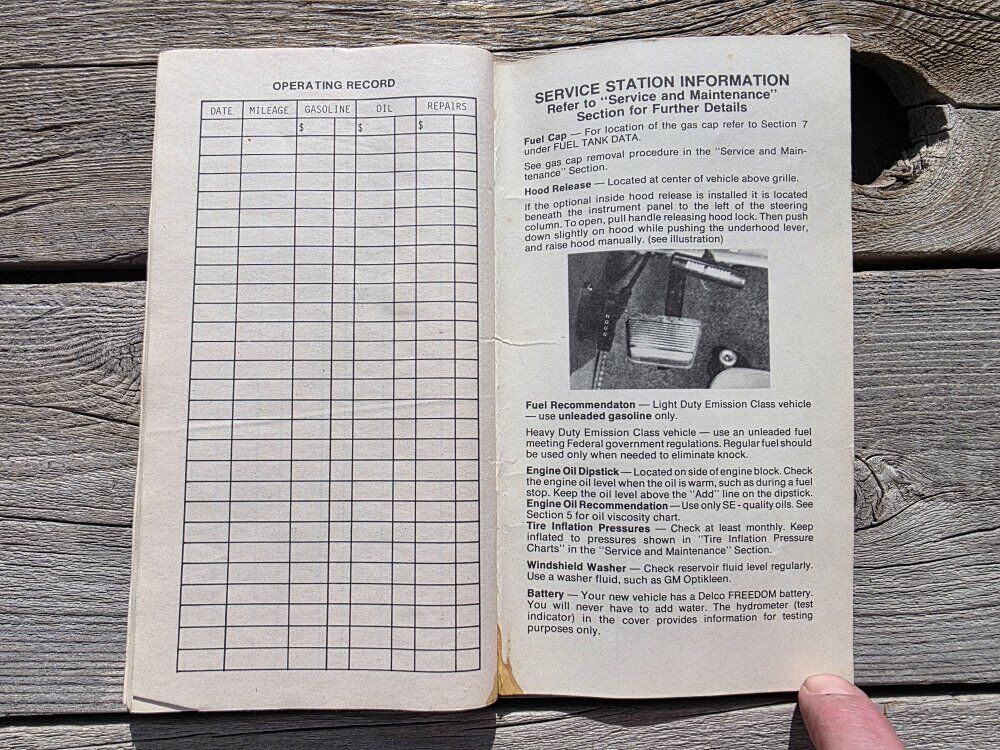 OPERATING RECORD
DATE MILEAGE GASOLINE OIL REPAIRS
$ $ $
SERVICE STATION INFORMATION
Refer to "Service and Maintenance"
Section for Further Details
Fuel Cap — For location of the gas cap refer to Section 7
under FUEL TANK DATA.
See gas cap removal procedure in the "Service and Main-
tenance" Section.
Hood Release — Located at center of vehicle above grille.
If the optional inside hood release is installed it is located
beneath the instrument panel to the left of the steering
column. To open, pull handle releasing hood lock. Then push
down slightly on hood while pushing the underhood lever,
and raise hood manually. (see illustration)
HOOD
Fuel Recommendaton — Light Duty Emission Class vehicle
— use unleaded gasoline only.
Heavy Duty Emission Class vehicle — use an unleaded fuel
meeting Federal government regulations. Regular fuel should
be used only when needed to eliminate knock.
Engine Oil Dipstick — Located on side of engine block. Check
the engine oil level when the oil is warm, such as during a fuel
stop. Keep the oil level above the "Add" line on the dipstick.
Engine Oil Recommendation — Use only SE - quality oils. See
Section 5 for oil viscosity chart.
Tire Inflation Pressures — Check at least monthly. Keep
inflated to pressures shown in "Tire Inflation Pressure
Charts" in the "Service and Maintenance" Section.
Windshield Washer — Check reservoir fluid level regularly.
Use a washer fluid, such as GM Optikleen.
Battery — Your new vehicle has a Delco FREEDOM battery.
You will never have to add water. The hydrometer (test
indicator) in the cover provides information for testing
purposes only.